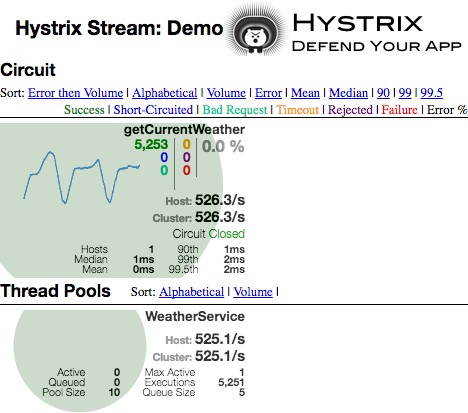 Hystrix Stream: Demo
HYSTRIX
DEFEND YOUR APP
Circuit
Sort: Error then Volume | Alphabetical | Volume | Error | Mean | Median | 90 | 99 | 99.5
Success | Short-Circuited | Bad Request | Timeout | Rejected | Failure | Error %
getCurrentWeather
5,253 0 0.0 %
0 0
0 0
Host: 526.3/s
Cluster: 526.3/s
Circuit Closed
Hosts 1 90th 1ms
Median 1ms 99th 2ms
Mean 0ms 99.5th 2ms
Thread Pools Sort: Alphabetical | Volume |
WeatherService
Host: 525.1/s
Cluster: 525.1/s
Active 0 Max Active 1
Queued 0 Executions 5,251
Pool Size 10 Queue Size 5